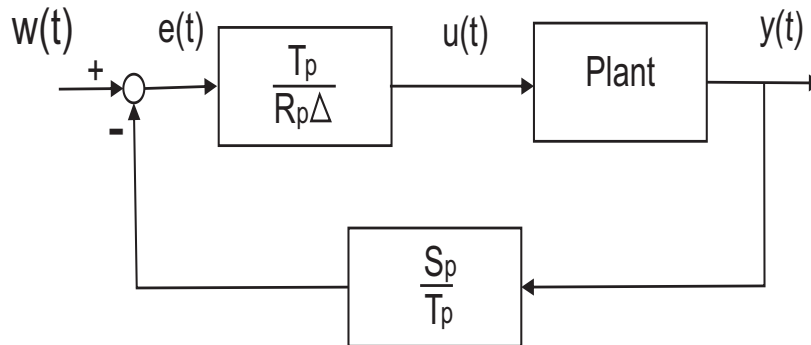 w(t)
e(t)
u(t)
y(t)
+
-
Tp
RpΔ
Plant
Sp
Tp